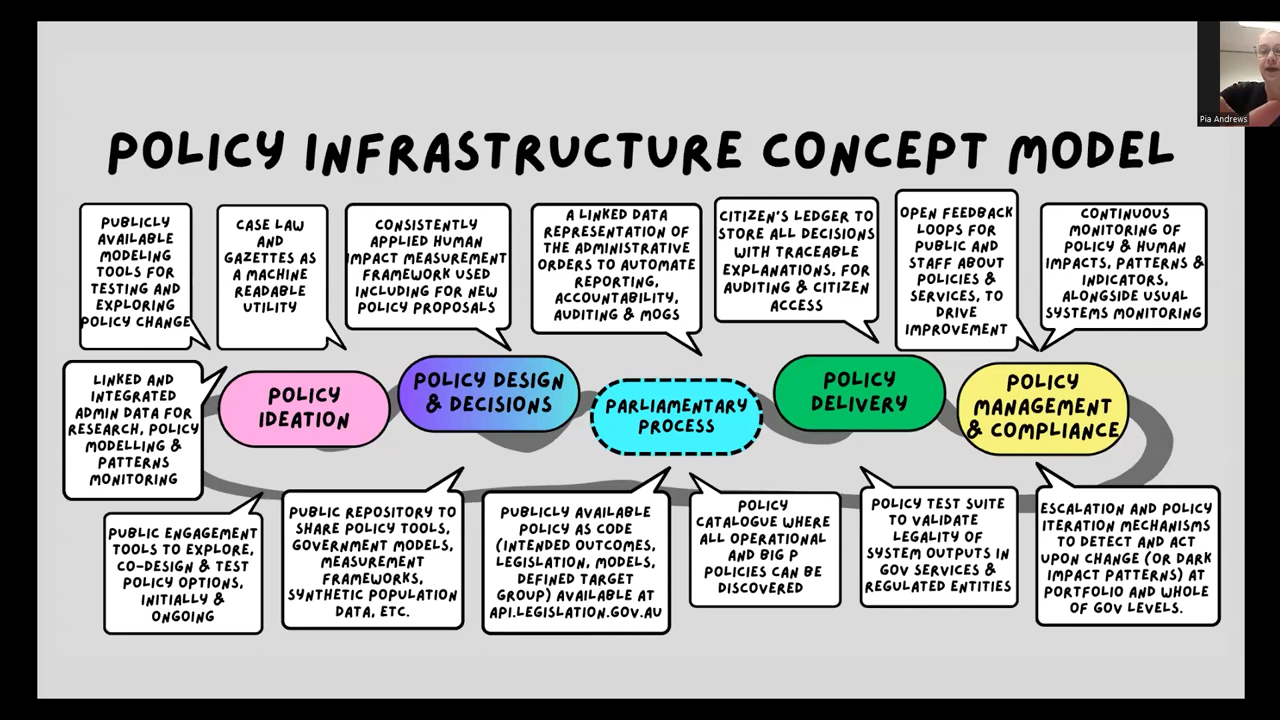 Pia Andrews
POLICY INFRASTRUCTURE CONCEPT MODEL
PUBLICLY
AVAILABLE
MODELING
TOOLS FOR
TESTING AND
EXPLORING
POLICY CHANGE
CASE LAW
AND
GAZETTES AS
A MACHINE
READABLE
UTILITY
CONSISTENTLY
APPLIED HUMAN
IMPACT MEASUREMENT
FRAMEWORK USED
INCLUDING FOR NEW
POLICY PROPOSALS
A LINKED DATA
REPRESENTATION OF
THE ADMINISTRATIVE
ORDERS TO AUTOMATE
REPORTING,
ACCOUNTABILITY,
AUDITING & MOGS
CITIZEN'S LEDGER TO
STORE ALL DECISIONS
WITH TRACEABLE
EXPLANATIONS, FOR
AUDITING & CITIZEN
ACCESS
OPEN FEEDBACK
LOOPS FOR
PUBLIC AND
STAFF ABOUT
POLICIES &
SERVICES, TO
DRIVE
IMPROVEMENT
CONTINUOUS
MONITORING OF
POLICY & HUMAN
IMPACTS, PATTERNS &
INDICATORS,
ALONGSIDE USUAL
SYSTEMS MONITORING
LINKED AND
INTEGRATED
ADMIN DATA FOR
RESEARCH, POLICY
MODELLING &
PATTERNS
MONITORING
POLICY
IDEATION
POLICY DESIGN
& DECISIONS
PARLIAMENTARY
PROCESS
POLICY
DELIVERY
POLICY
MANAGEMENT
& COMPLIANCE
PUBLIC ENGAGEMENT
TOOLS TO EXPLORE,
CO-DESIGN & TEST
POLICY OPTIONS,
INITIALLY &
ONGOING
PUBLIC REPOSITORY TO
SHARE POLICY TOOLS,
GOVERNMENT MODELS,
MEASUREMENT
FRAMEWORKS,
SYNTHETIC POPULATION
DATA, ETC.
PUBLICLY AVAILABLE
POLICY AS CODE
(INTENDED OUTCOMES,
LEGISLATION, MODELS,
DEFINED TARGET
GROUP) AVAILABLE AT
API.LEGISLATION.GOV.AU
POLICY
CATALOGUE WHERE
ALL OPERATIONAL
AND BIG P
POLICIES CAN BE
DISCOVERED
POLICY TEST SUITE
TO VALIDATE
LEGALITY OF
SYSTEM OUTPUTS IN
GOV SERVICES &
REGULATED ENTITIES
ESCALATION AND POLICY
ITERATION MECHANISMS
TO DETECT AND ACT
UPON CHANGE (OR DARK
IMPACT PATTERNS) AT
PORTFOLIO AND WHOLE
OF GOV LEVELS.